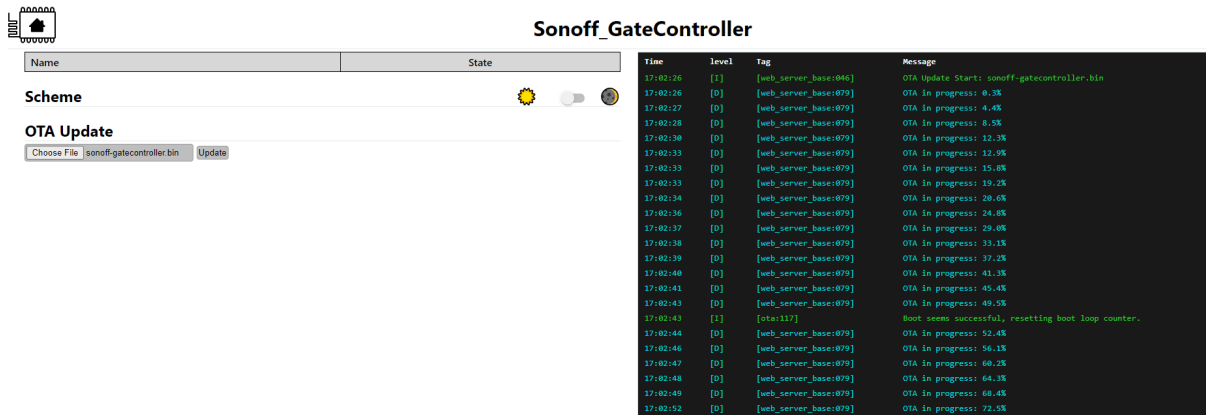 Sonoff_GateController
Name State
Scheme
OTA Update
Choose File sonoff-gatecontroller.bin Update
Time level Tag Message
17:02:26 [I] [web_server_base:046] OTA Update Start: sonoff-gatecontroller.bin
17:02:26 [D] [web_server_base:079] OTA in progress: 0.3%
17:02:27 [D] [web_server_base:079] OTA in progress: 4.4%
17:02:28 [D] [web_server_base:079] OTA in progress: 8.5%
17:02:30 [D] [web_server_base:079] OTA in progress: 12.3%
17:02:33 [D] [web_server_base:079] OTA in progress: 12.9%
17:02:33 [D] [web_server_base:079] OTA in progress: 15.8%
17:02:33 [D] [web_server_base:079] OTA in progress: 19.2%
17:02:34 [D] [web_server_base:079] OTA in progress: 20.6%
17:02:36 [D] [web_server_base:079] OTA in progress: 24.8%
17:02:37 [D] [web_server_base:079] OTA in progress: 29.0%
17:02:38 [D] [web_server_base:079] OTA in progress: 33.1%
17:02:39 [D] [web_server_base:079] OTA in progress: 37.2%
17:02:40 [D] [web_server_base:079] OTA in progress: 41.3%
17:02:41 [D] [web_server_base:079] OTA in progress: 45.4%
17:02:43 [D] [web_server_base:079] OTA in progress: 49.5%
17:02:43 [I] [ota:117] Boot seems successful, resetting boot loop counter.
17:02:44 [D] [web_server_base:079] OTA in progress: 52.4%
17:02:46 [D] [web_server_base:079] OTA in progress: 56.1%
17:02:47 [D] [web_server_base:079] OTA in progress: 60.2%
17:02:48 [D] [web_server_base:079] OTA in progress: 64.3%
17:02:49 [D] [web_server_base:079] OTA in progress: 68.4%
17:02:52 [D] [web_server_base:079] OTA in progress: 72.5%